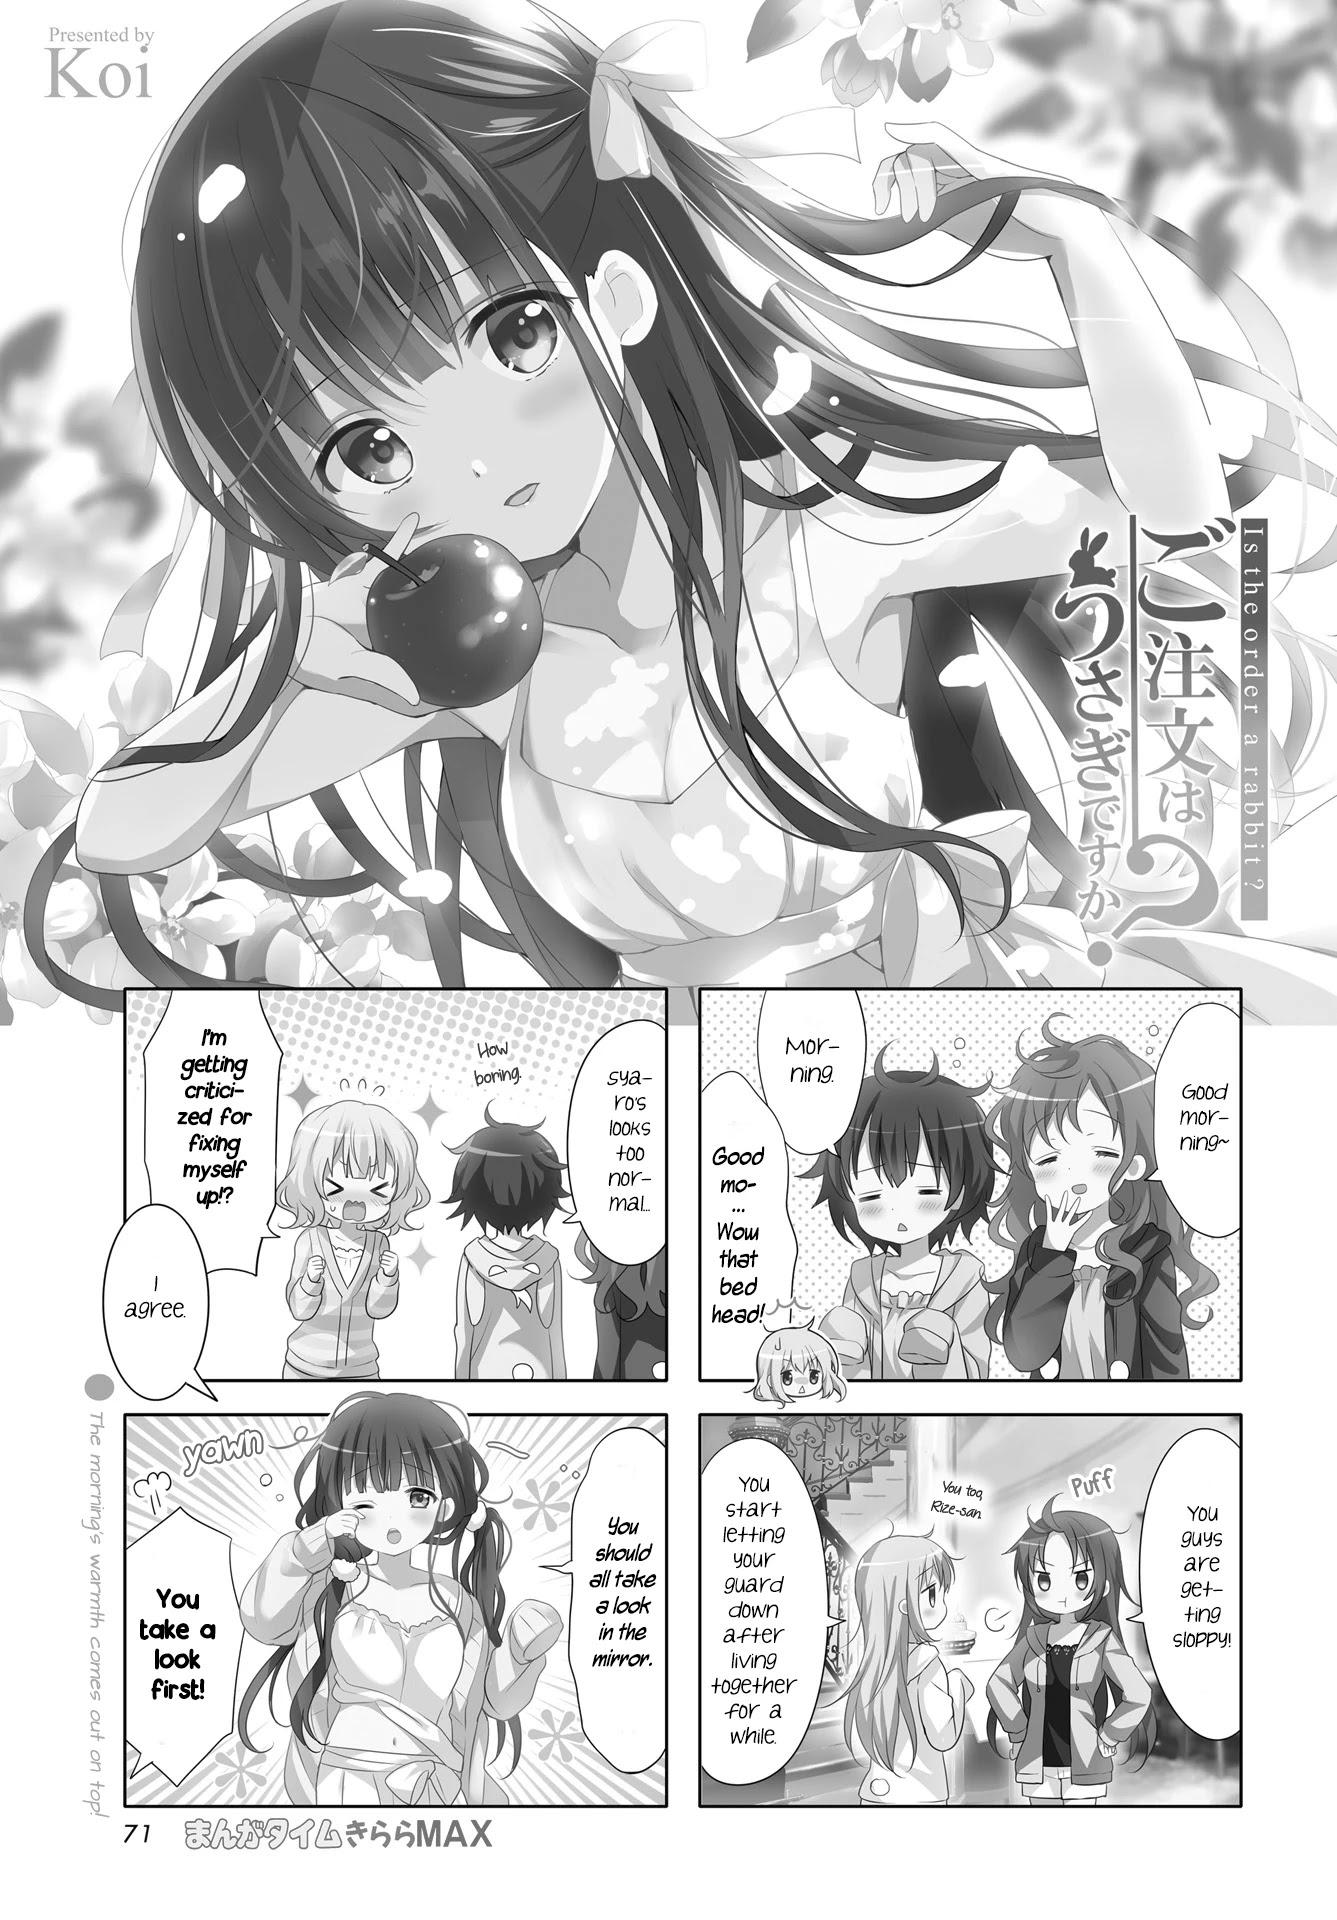 Presented by
Koi
Is the order a rabbit?
ご注文は
うさぎですか?
Good
mor-
ning~
Mor-
ning.
Good
mo-
...
Wow
that
bed
head!
You
guys
are
get-
ting
sloppy!
Puff
You too,
Rize-san.
You
start
letting
your
guard
down
after
living
together
for a
while.
Sya-
ro's
looks
too
nor-
mal...
How
boring.
I'm
getting
critici-
zed for
fixing
myself
up!?
I
agree.
You
should
all take
a look
in the
mirror.
yawn
You
take a
look
first!
The morning's warmth comes out on top!
71
まんがタイムきららMAX